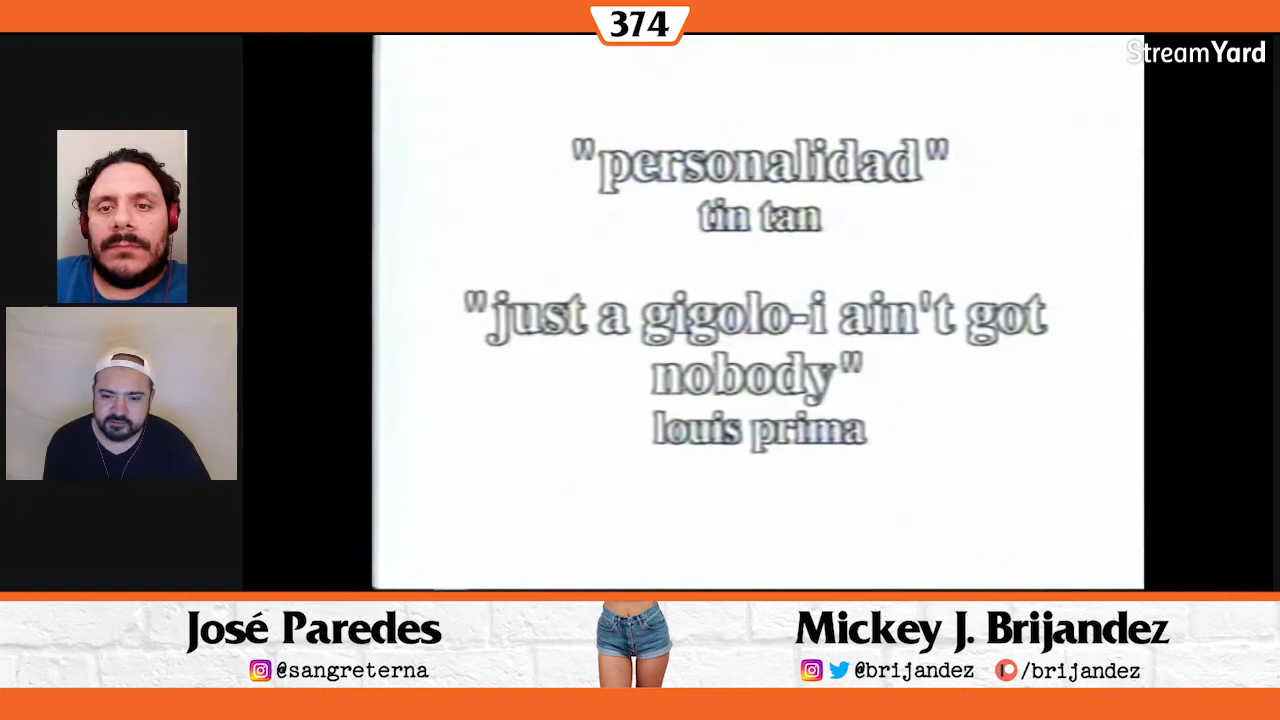 374
StreamYard
"personalidad"
tin tan
"just a gigolo-i ain't got
nobody"
louis prima
José Paredes
@sangreterna
Mickey J. Brijandez
@brijandez
/brijandez